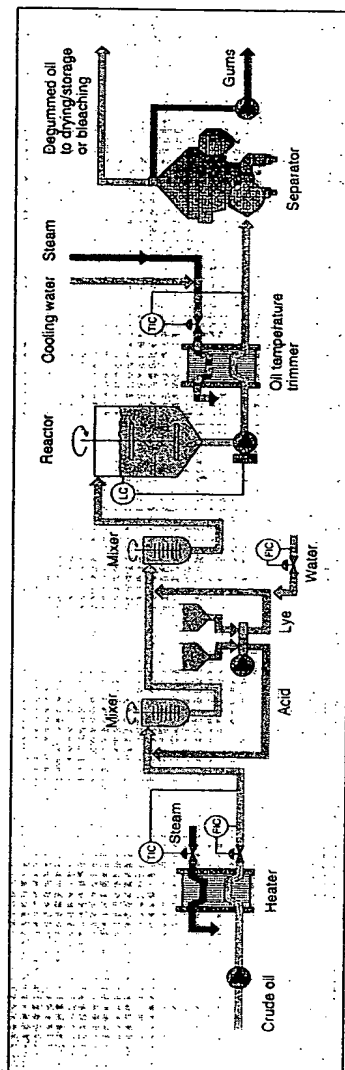 Crude oil
Heater
Steam
TIC
FIC
Mixer
Acid
Lye
Water
FIC
Mixer
Reactor
LC
Cooling water
Steam
TIC
Oil temperature
trimmer
Separator
Degummed oil
to drying/storage
or bleaching
Gums